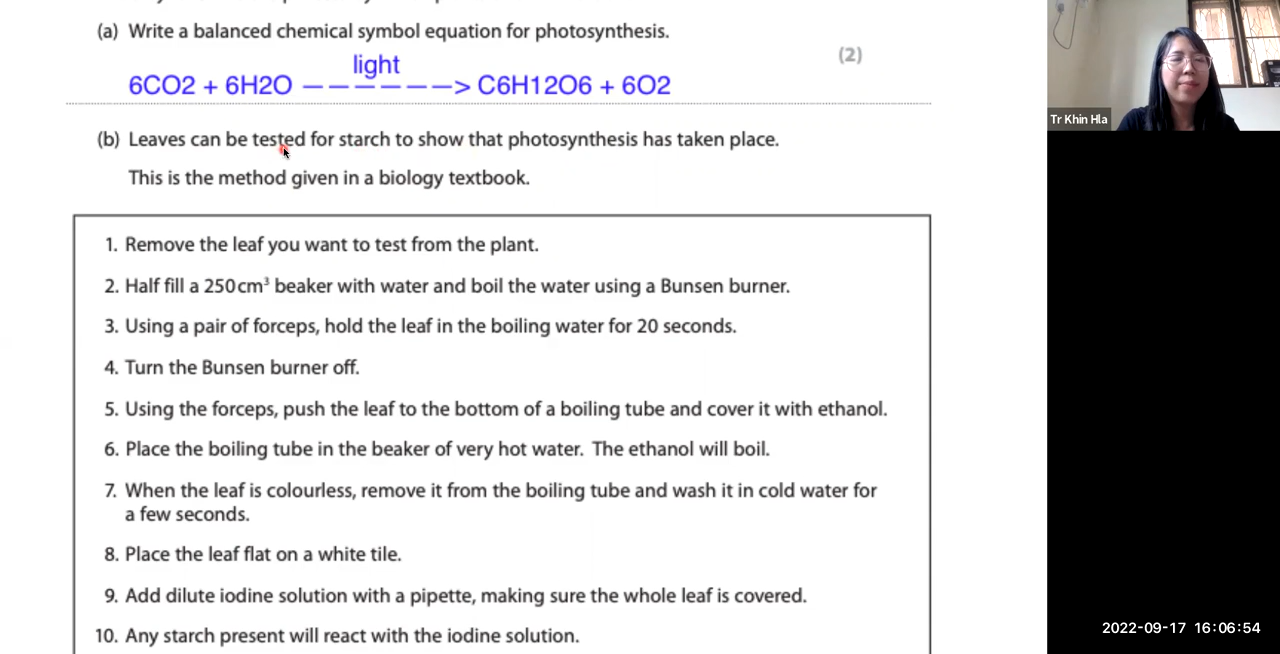 (a) Write a balanced chemical symbol equation for photosynthesis.
(2)
light
6CO2 + 6H2O — — — — — —> C6H12O6 + 6O2
(b) Leaves can be tested for starch to show that photosynthesis has taken place.
This is the method given in a biology textbook.
1. Remove the leaf you want to test from the plant.
2. Half fill a 250 cm³ beaker with water and boil the water using a Bunsen burner.
3. Using a pair of forceps, hold the leaf in the boiling water for 20 seconds.
4. Turn the Bunsen burner off.
5. Using the forceps, push the leaf to the bottom of a boiling tube and cover it with ethanol.
6. Place the boiling tube in the beaker of very hot water. The ethanol will boil.
7. When the leaf is colourless, remove it from the boiling tube and wash it in cold water for
a few seconds.
8. Place the leaf flat on a white tile.
9. Add dilute iodine solution with a pipette, making sure the whole leaf is covered.
10. Any starch present will react with the iodine solution.
Tr Khin Hla
2022-09-17 16:06:54